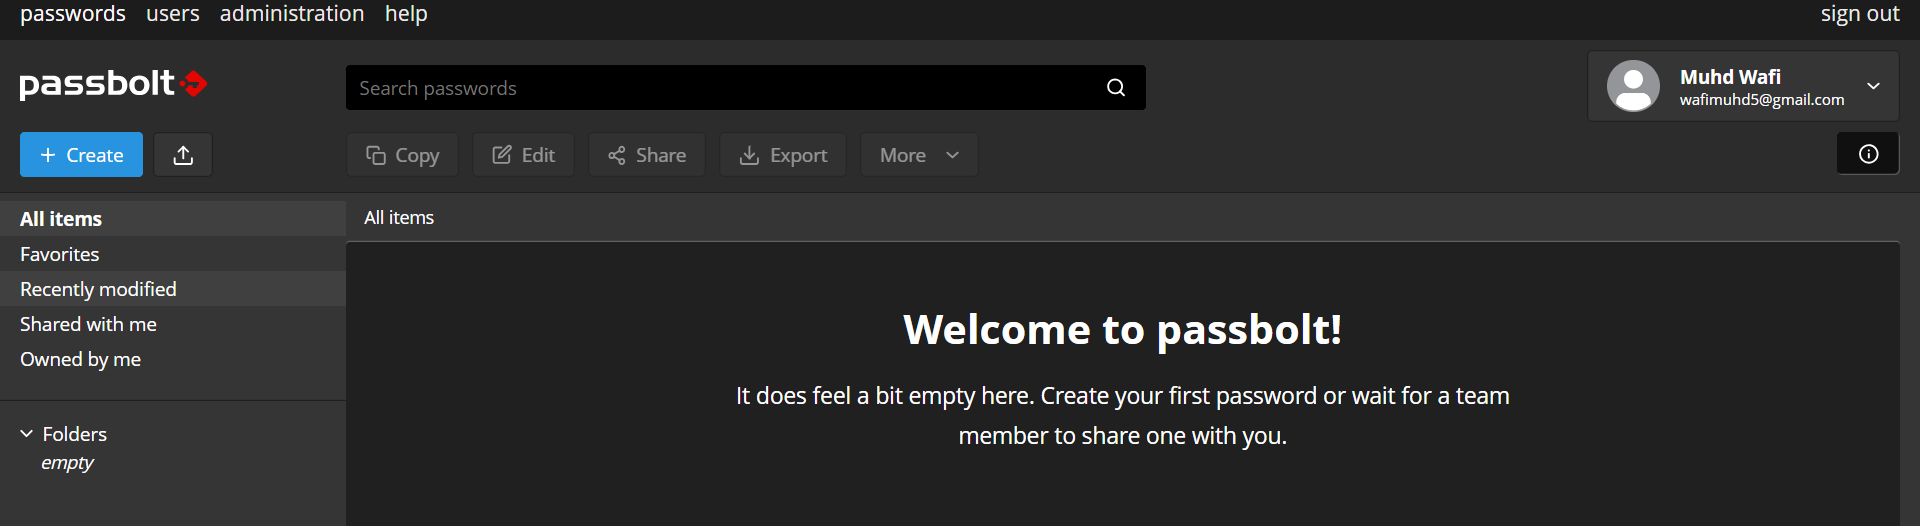 passwords users administration help sign out
passbolt
Search passwords
Muhd Wafi
wafimuhd5@gmail.com
Create
Copy Edit Share Export More
All items
Favorites
Recently modified
Shared with me
Owned by me
Folders
empty
All items
Welcome to passbolt!
It does feel a bit empty here. Create your first password or wait for a team
member to share one with you.